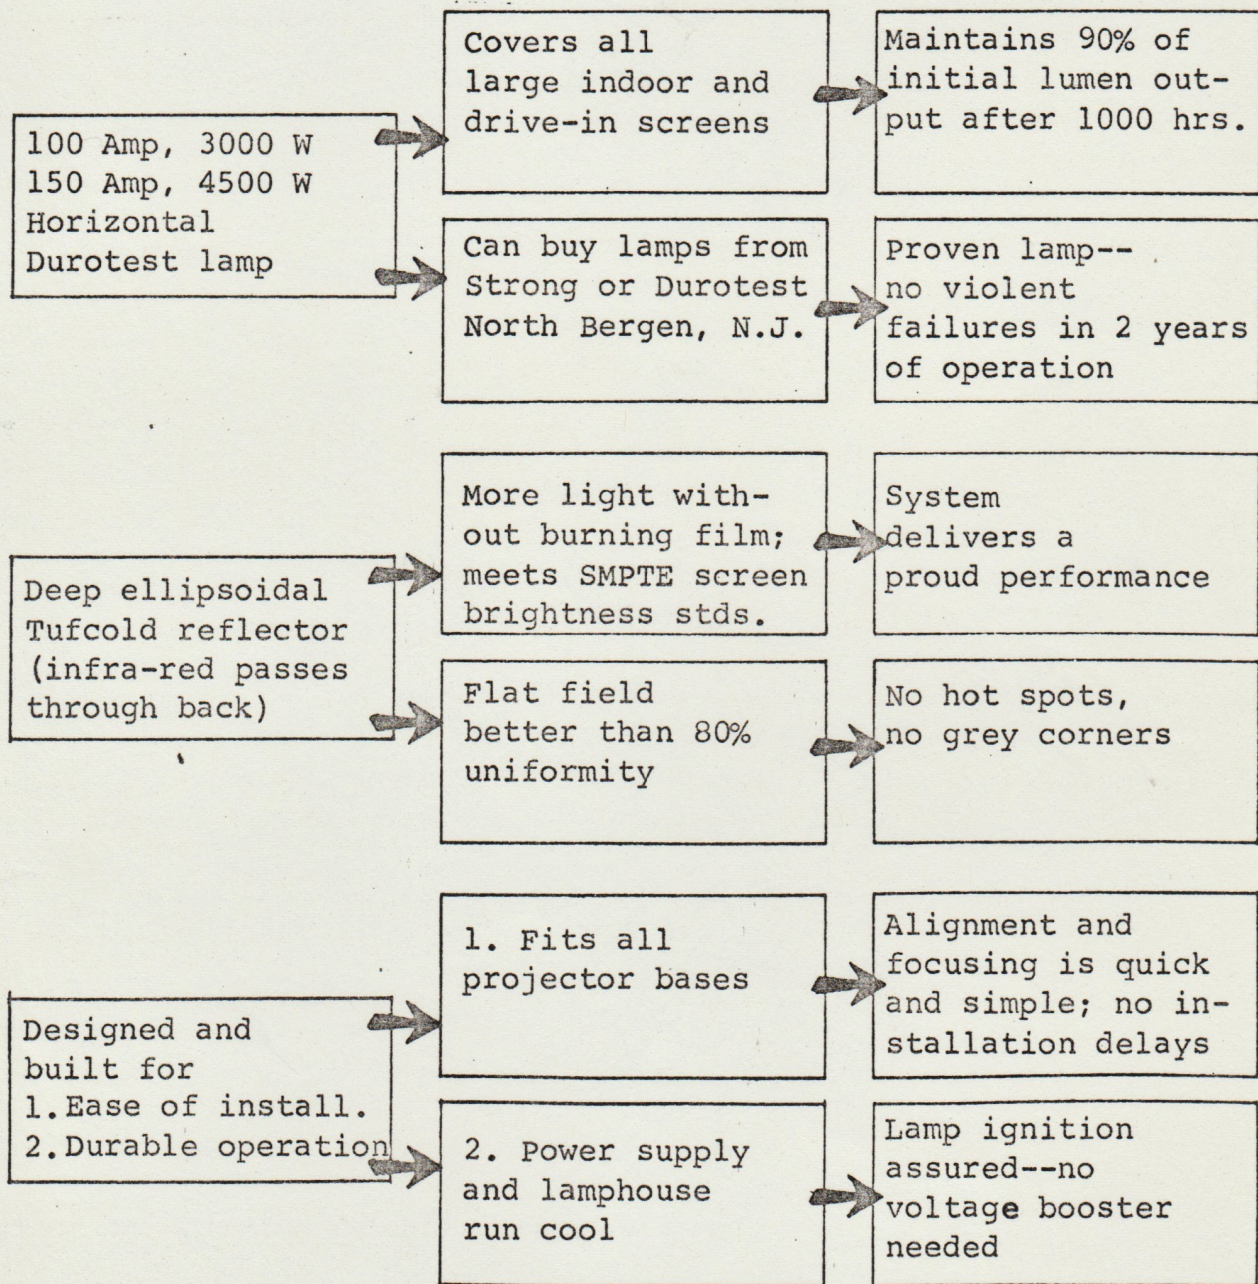 100 Amp, 3000 W
150 Amp, 4500 W
Horizontal
Durotest lamp
Covers all
large indoor and
drive-in screens
Maintains 90% of
initial lumen out-
put after 1000 hrs.
Can buy lamps from
Strong or Durotest
North Bergen, N.J.
Proven lamp--
no violent
failures in 2 years
of operation
Deep ellipsoidal
Tufcold reflector
(infra-red passes
through back)
More light with-
out burning film;
meets SMPTE screen
brightness stds.
System
delivers a
proud performance
Flat field
better than 80%
uniformity
No hot spots,
no grey corners
Designed and
built for
1.Ease of install.
2.Durable operation
1. Fits all
projector bases
Alignment and
focusing is quick
and simple; no in-
stallation delays
2. Power supply
and lamphouse
run cool
Lamp ignition
assured--no
voltage booster
needed